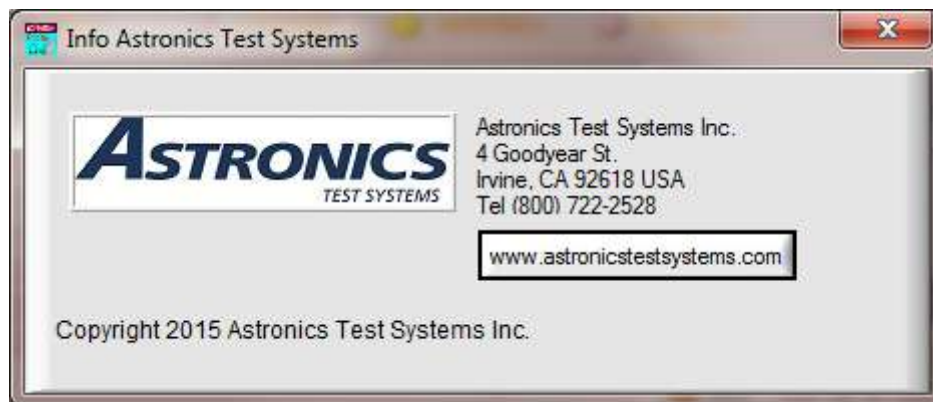 Info Astronics Test Systems
ASTRONICS
TEST SYSTEMS
Astronics Test Systems Inc.
4 Goodyear St.
Irvine, CA 92618 USA
Tel (800) 722-2528
www.astronicstestsystems.com
Copyright 2015 Astronics Test Systems Inc.